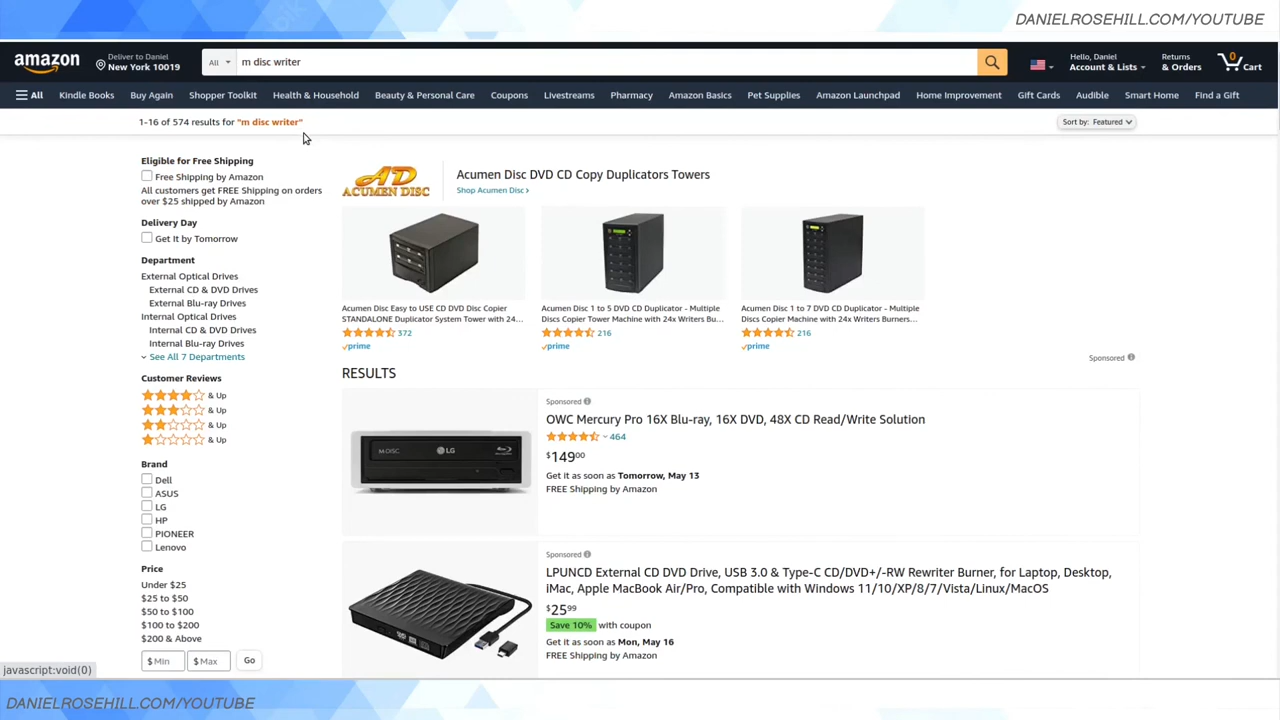 DANIELROSEHILL.COM/YOUTUBE
amazon
Deliver to Daniel
New York 10019
All
m disc writer
Hello, Daniel
Account & Lists
Returns
& Orders
0
Cart
All
Kindle Books
Buy Again
Shopper Toolkit
Health & Household
Beauty & Personal Care
Coupons
Livestreams
Pharmacy
Amazon Basics
Pet Supplies
Amazon Launchpad
Home Improvement
Gift Cards
Audible
Smart Home
Find a Gift
1-16 of 574 results for "m disc writer"
Sort by: Featured
Eligible for Free Shipping
Free Shipping by Amazon
All customers get FREE Shipping on orders
over $25 shipped by Amazon
Delivery Day
Get It by Tomorrow
Department
External Optical Drives
External CD & DVD Drives
External Blu-ray Drives
Internal Optical Drives
Internal CD & DVD Drives
Internal Blu-ray Drives
See All 7 Departments
Customer Reviews
& Up
& Up
& Up
& Up
Brand
Dell
ASUS
LG
HP
PIONEER
Lenovo
Price
Under $25
$25 to $50
$50 to $100
$100 to $200
$200 & Above
$ Min
$ Max
Go
AD
ACUMEN DISC
Acumen Disc DVD CD Copy Duplicators Towers
Shop Acumen Disc ›
Acumen Disc Easy to USE CD DVD Disc Copier
STANDALONE Duplicator System Tower with 24...
372
prime
Acumen Disc 1 to 5 DVD CD Duplicator - Multiple
Discs Copier Tower Machine with 24x Writers Bu...
216
prime
Acumen Disc 1 to 7 DVD CD Duplicator - Multiple
Discs Copier Machine with 24x Writers Burners...
216
prime
Sponsored
RESULTS
M.DISC
LG
Sponsored
OWC Mercury Pro 16X Blu-ray, 16X DVD, 48X CD Read/Write Solution
464
$14900
Get it as soon as Tomorrow, May 13
FREE Shipping by Amazon
Sponsored
LPUNCD External CD DVD Drive, USB 3.0 & Type-C CD/DVD+/-RW Rewriter Burner, for Laptop, Desktop,
iMac, Apple MacBook Air/Pro, Compatible with Windows 11/10/XP/8/7/Vista/Linux/MacOS
$2599
Save 10% with coupon
Get it as soon as Mon, May 16
FREE Shipping by Amazon
javascript:void(0)
DANIELROSEHILL.COM/YOUTUBE